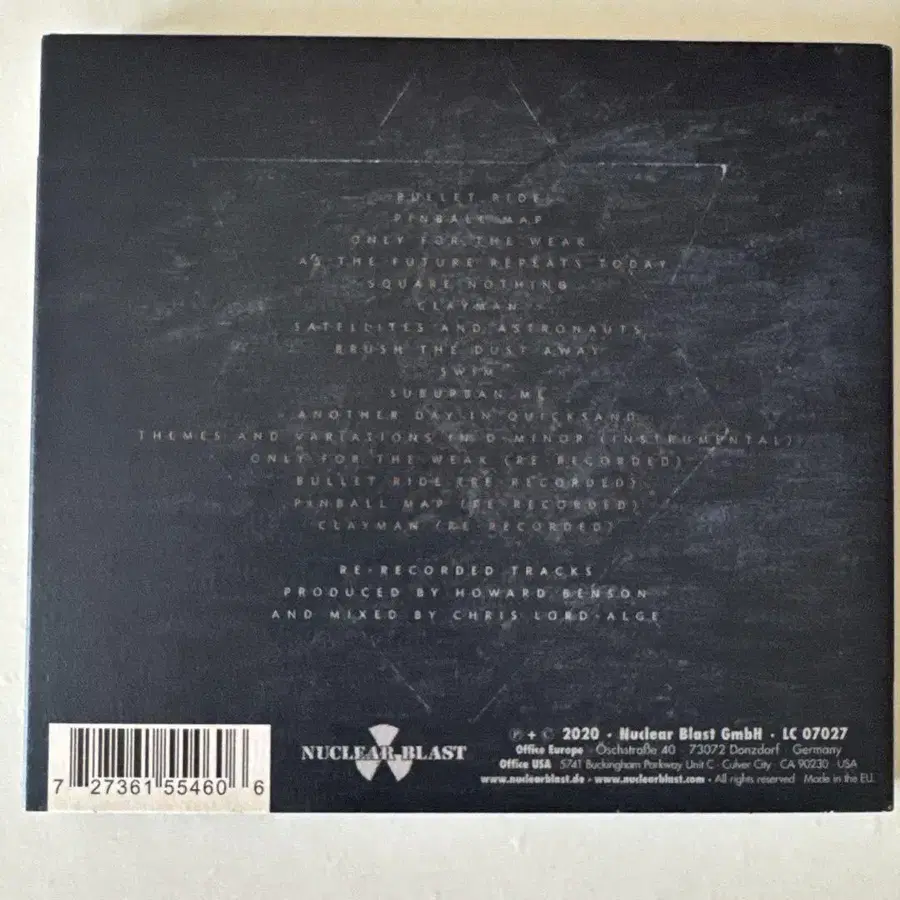 BULLET RIDE
PINBALL MAP
ONLY FOR THE WEAK
AS THE FUTURE REPEATS TODAY
SQUARE NOTHING
CLAYMAN
SATELLITES AND ASTRONAUTS
BRUSH THE DUST AWAY
SWIM
SUBURBAN ME
ANOTHER DAY IN QUICKSAND
THEMES AND VARIATIONS IN D-MINOR (INSTRUMENTAL)
ONLY FOR THE WEAK (RE-RECORDED)
BULLET RIDE (RE-RECORDED)
PINBALL MAP (RE-RECORDED)
CLAYMAN (RE-RECORDED)
RE-RECORDED TRACKS
PRODUCED BY HOWARD BENSON
AND MIXED BY CHRIS LORD-ALGE
7 27361 55460 6
NUCLEAR BLAST
℗ + © 2020 · Nuclear Blast GmbH · LC 07027
Office Europe · Öschstraße 40 · 73072 Donzdorf · Germany
Office USA · 5741 Buckingham Parkway Unit C · Culver City · CA 90230 · USA
www.nuclearblast.de · www.nuclearblast.com · All rights reserved · Made in the EU.